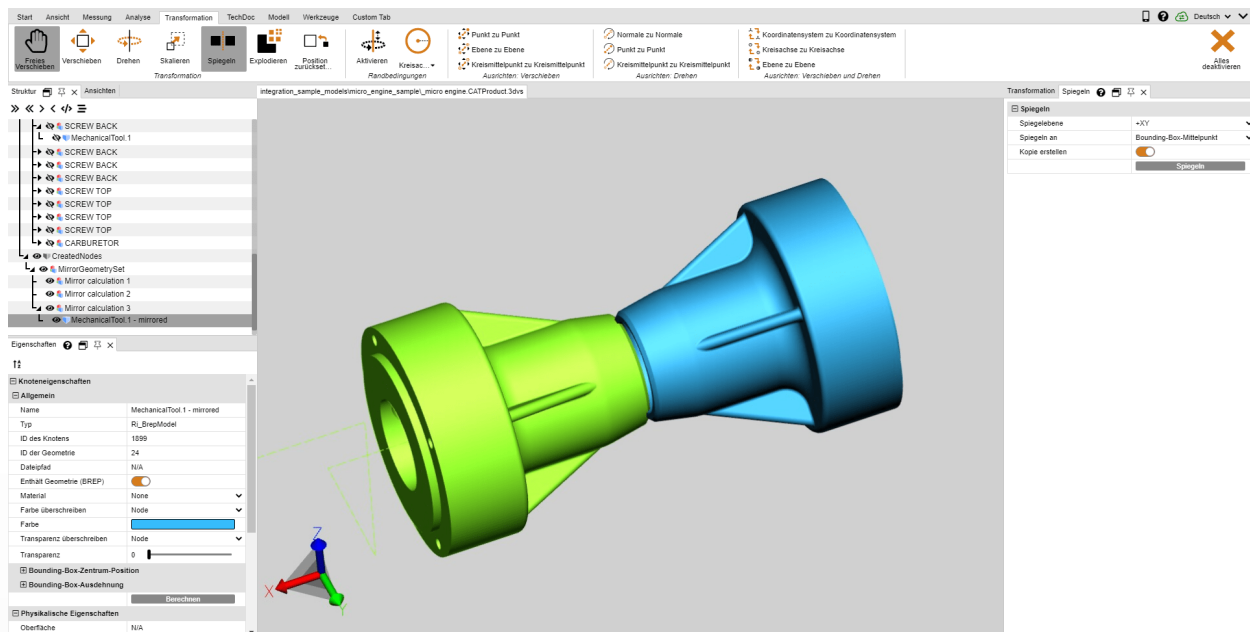 Start Ansicht Messung Analyse Transformation TechDoc Modell Werkzeuge Custom Tab Deutsch
Freies Verschieben
Verschieben
Drehen
Skalieren
Spiegeln
Explodieren
Position zurückset...
Transformation
Aktivieren
Kreisac...
Randbedingungen
Punkt zu Punkt
Ebene zu Ebene
Kreismittelpunkt zu Kreismittelpunkt
Ausrichten: Verschieben
Normale zu Normale
Punkt zu Punkt
Kreismittelpunkt zu Kreismittelpunkt
Ausrichten: Drehen
Koordinatensystem zu Koordinatensystem
Kreisachse zu Kreisachse
Ebene zu Ebene
Ausrichten: Verschieben und Drehen
Alles deaktivieren
Struktur Ansichten
SCREW BACK
MechanicalTool.1
SCREW BACK
SCREW BACK
SCREW BACK
SCREW TOP
SCREW TOP
SCREW TOP
SCREW TOP
CARBURETOR
CreatedNodes
MirrorGeometrySet
Mirror calculation 1
Mirror calculation 2
Mirror calculation 3
MechanicalTool.1 - mirrored
Eigenschaften
Knoteneigenschaften
Allgemein
Name MechanicalTool.1 - mirrored
Typ Ri_BrepModel
ID des Knotens 1899
ID der Geometrie 24
Dateipfad N/A
Enthält Geometrie (BREP)
Material None
Farbe überschreiben Node
Farbe
Transparenz überschreiben Node
Transparenz 0
Bounding-Box-Zentrum-Position
Bounding-Box-Ausdehnung
Berechnen
Physikalische Eigenschaften
Oberfläche N/A
integration_sample_models\micro_engine_sample\_micro engine.CATProduct.3dvs
Z
X
Y
Transformation Spiegeln
Spiegeln
Spiegelebene +XY
Spiegeln an Bounding-Box-Mittelpunkt
Kopie erstellen
Spiegeln